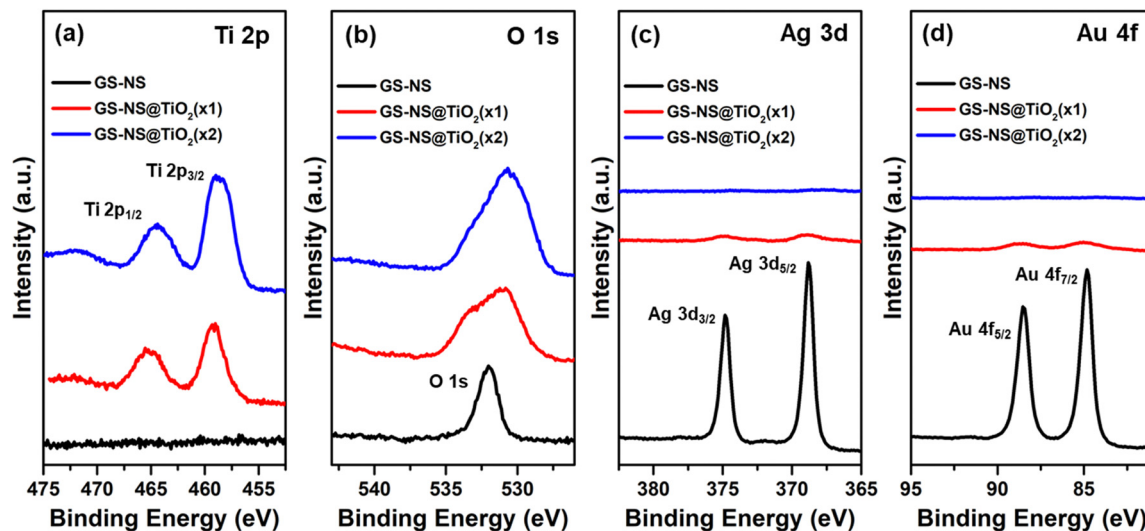 (a) Ti 2p
GS-NS
GS-NS@TiO₂(x1)
GS-NS@TiO₂(x2)
Ti 2p₃/₂
Ti 2p₁/₂
Intensity (a.u.)
475 470 465 460 455
Binding Energy (eV)
(b) O 1s
GS-NS
GS-NS@TiO₂(x1)
GS-NS@TiO₂(x2)
O 1s
Intensity (a.u.)
540 535 530
Binding Energy (eV)
(c) Ag 3d
GS-NS
GS-NS@TiO₂(x1)
GS-NS@TiO₂(x2)
Ag 3d₅/₂
Ag 3d₃/₂
Intensity (a.u.)
380 375 370 365
Binding Energy (eV)
(d) Au 4f
GS-NS
GS-NS@TiO₂(x1)
GS-NS@TiO₂(x2)
Au 4f₇/₂
Au 4f₅/₂
Intensity (a.u.)
95 90 85
Binding Energy (eV)